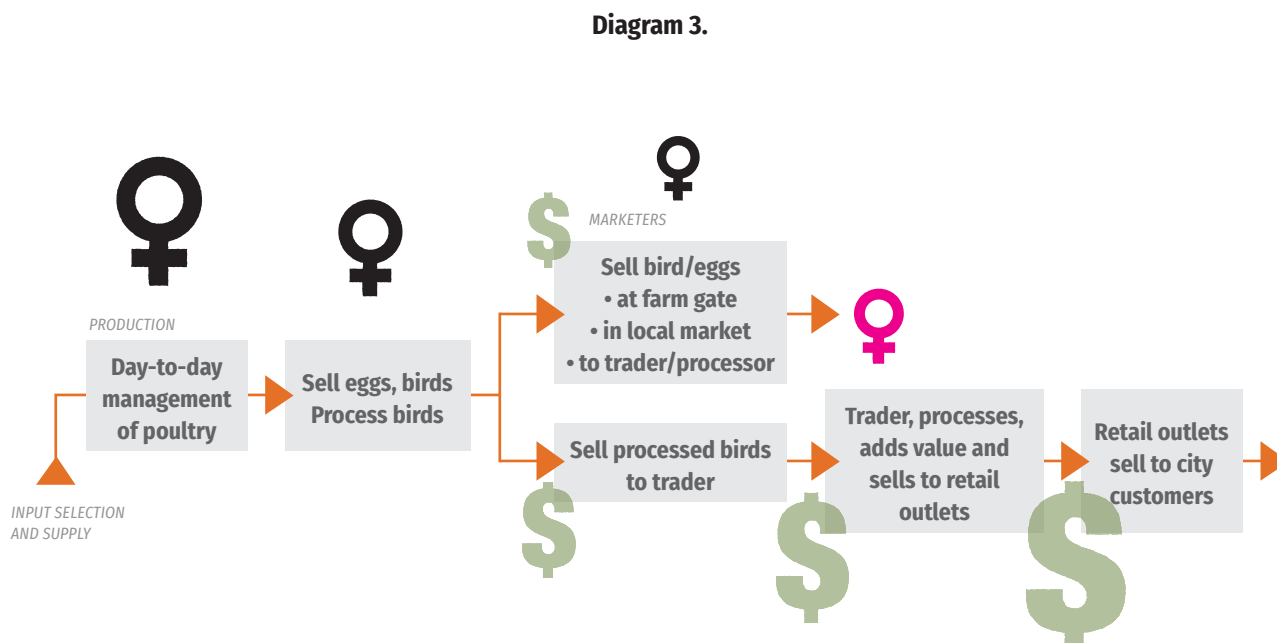 Diagram 3.
PRODUCTION
Day-to-day
management
of poultry
INPUT SELECTION
AND SUPPLY
Sell eggs, birds
Process birds
$
MARKETERS
Sell bird/eggs
• at farm gate
• in local market
• to trader/processor
$
Sell processed birds
to trader
$
Trader, processes,
adds value and
sells to retail
outlets
$
Retail outlets
sell to city
customers